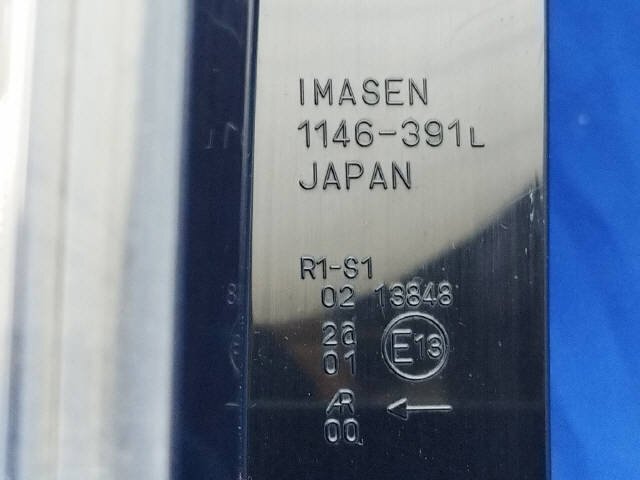 IMASEN
1146-391L
JAPAN
R1-S1
02 13848
2a
01
E13
AR
00